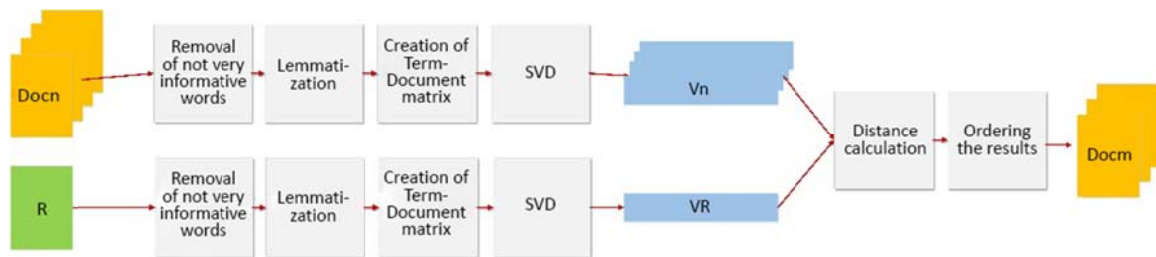 Docn
Removal
of not very
informative
words
Lemmati-
zation
Creation of
Term-
Document
matrix
SVD
Vn
Distance
calculation
Ordering
the results
Docm
R
Removal
of not very
informative
words
Lemmati-
zation
Creation of
Term-
Document
matrix
SVD
VR